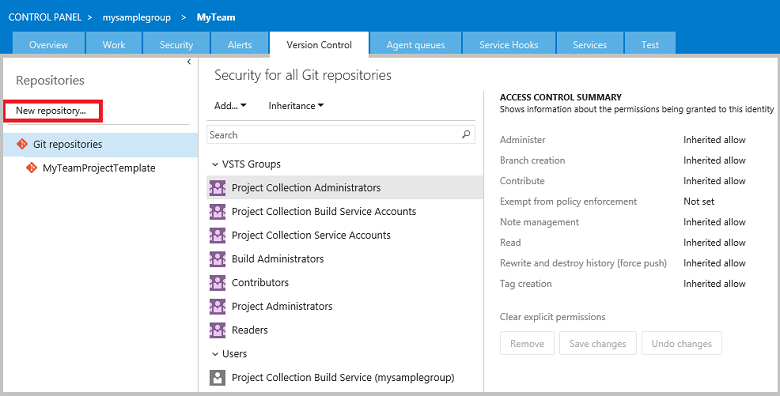 CONTROL PANEL > mysamplegroup > MyTeam
Overview Work Security Alerts Version Control Agent queues Service Hooks Services Test
Repositories
New repository...
Git repositories
MyTeamProjectTemplate
Security for all Git repositories
Add... Inheritance
Search
VSTS Groups
Project Collection Administrators
Project Collection Build Service Accounts
Project Collection Service Accounts
Build Administrators
Contributors
Project Administrators
Readers
Users
Project Collection Build Service (mysamplegroup)
ACCESS CONTROL SUMMARY
Shows information about the permissions being granted to this identity
Administer Inherited allow
Branch creation Inherited allow
Contribute Inherited allow
Exempt from policy enforcement Not set
Note management Inherited allow
Read Inherited allow
Rewrite and destroy history (force push) Inherited allow
Tag creation Inherited allow
Clear explicit permissions
Remove Save changes Undo changes